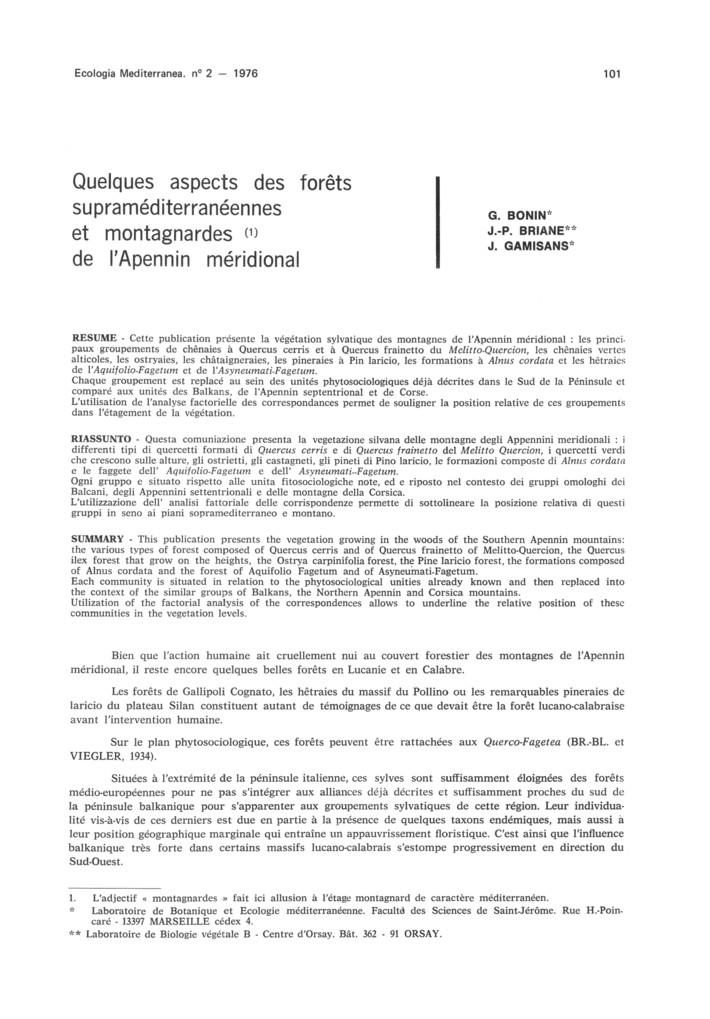 Ecologia Mediterranea. n° 2 — 1976 101
Quelques aspects des forêts
supraméditerranéennes
et montagnardes (1)
de l'Apennin méridional
G. BONIN*
J.-P. BRIANE**
J. GAMISANS*
RESUME - Cette publication présente la végétation sylvatique des montagnes de l'Apennin méridional : les princi-
paux groupements de chênaies à Quercus cerris et à Quercus frainetto du Melitto-Quercion, les chênaies vertes
alticoles, les ostryaies, les châtaigneraies, les pineraies à Pin laricio, les formations à Alnus cordata et les hêtraies
de l'Aquifolio-Fagetum et de l'Asyneumati-Fagetum.
Chaque groupement est replacé au sein des unités phytosociologiques déjà décrites dans le Sud de la Péninsule et
comparé aux unités des Balkans, de l'Apennin septentrional et de Corse.
L'utilisation de l'analyse factorielle des correspondances permet de souligner la position relative de ces groupements
dans l'étagement de la végétation.
RIASSUNTO - Questa comuniazione presenta la vegetazione silvana delle montagne degli Appennini meridionali : i
differenti tipi di quercetti formati di Quercus cerris e di Quercus frainetto del Melitto Quercion, i quercetti verdi
che crescono sulle alture, gli ostrietti, gli castagneti, gli pineti di Pino laricio, le formazioni composte di Alnus cordata
e le faggete dell' Aquifolio-Fagetum e dell' Asyneumati-Fagetum.
Ogni gruppo e situato rispetto alle unita fitosociologiche note, ed e riposto nel contesto dei gruppi omologhi dei
Balcani, degli Appennini settentrionali e delle montagne della Corsica.
L'utilizzazione dell' analisi fattoriale delle corrispondenze permette di sottolineare la posizione relativa di questi
gruppi in seno ai piani sopramediterraneo e montano.
SUMMARY - This publication presents the vegetation growing in the woods of the Southern Apennin mountains:
the various types of forest composed of Quercus cerris and of Quercus frainetto of Melitto-Quercion, the Quercus
ilex forest that grow on the heights, the Ostrya carpinifolia forest, the Pine laricio forest, the formations composed
of Alnus cordata and the forest of Aquifolio Fagetum and of Asyneumati-Fagetum.
Each community is situated in relation to the phytosociological unities already known and then replaced into
the context of the similar groups of Balkans, the Northern Apennin and Corsica mountains.
Utilization of the factorial analysis of the correspondences allows to underline the relative position of these
communities in the vegetation levels.
Bien que l'action humaine ait cruellement nui au couvert forestier des montagnes de l'Apennin
méridional, il reste encore quelques belles forêts en Lucanie et en Calabre.
Les forêts de Gallipoli Cognato, les hêtraies du massif du Pollino ou les remarquables pineraies de
laricio du plateau Silan constituent autant de témoignages de ce que devait être la forêt lucano-calabraise
avant l'intervention humaine.
Sur le plan phytosociologique, ces forêts peuvent être rattachées aux Querco-Fagetea (BR.-BL. et
VIEGLER, 1934).
Situées à l'extrémité de la péninsule italienne, ces sylves sont suffisamment éloignées des forêts
médio-européennes pour ne pas s'intégrer aux alliances déjà décrites et suffisamment proches du sud de
la péninsule balkanique pour s'apparenter aux groupements sylvatiques de cette région. Leur individua-
lité vis-à-vis de ces derniers est due en partie à la présence de quelques taxons endémiques, mais aussi à
leur position géographique marginale qui entraîne un appauvrissement floristique. C'est ainsi que l'influence
balkanique très forte dans certains massifs lucano-calabrais s'estompe progressivement en direction du
Sud-Ouest.
1. L'adjectif « montagnardes » fait ici allusion à l'étage montagnard de caractère méditerranéen.
* Laboratoire de Botanique et Ecologie méditerranéenne. Faculté des Sciences de Saint-Jérôme. Rue H.-Poin-
caré - 13397 MARSEILLE cédex 4.
** Laboratoire de Biologie végétale B - Centre d'Orsay. Bât. 362 - 91 ORSAY.